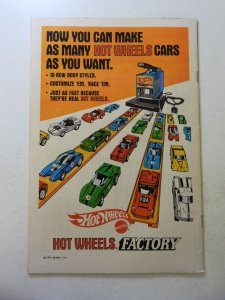 NOW YOU CAN MAKE
AS MANY HOT WHEELS CARS
AS YOU WANT.
• 10 NEW BODY STYLES.
• CUSTOMIZE 'EM. RACE 'EM.
• JUST AS FAST BECAUSE
THEY'RE REAL HOT WHEELS.
Hot Wheels
MATTEL
HOT WHEELS FACTORY